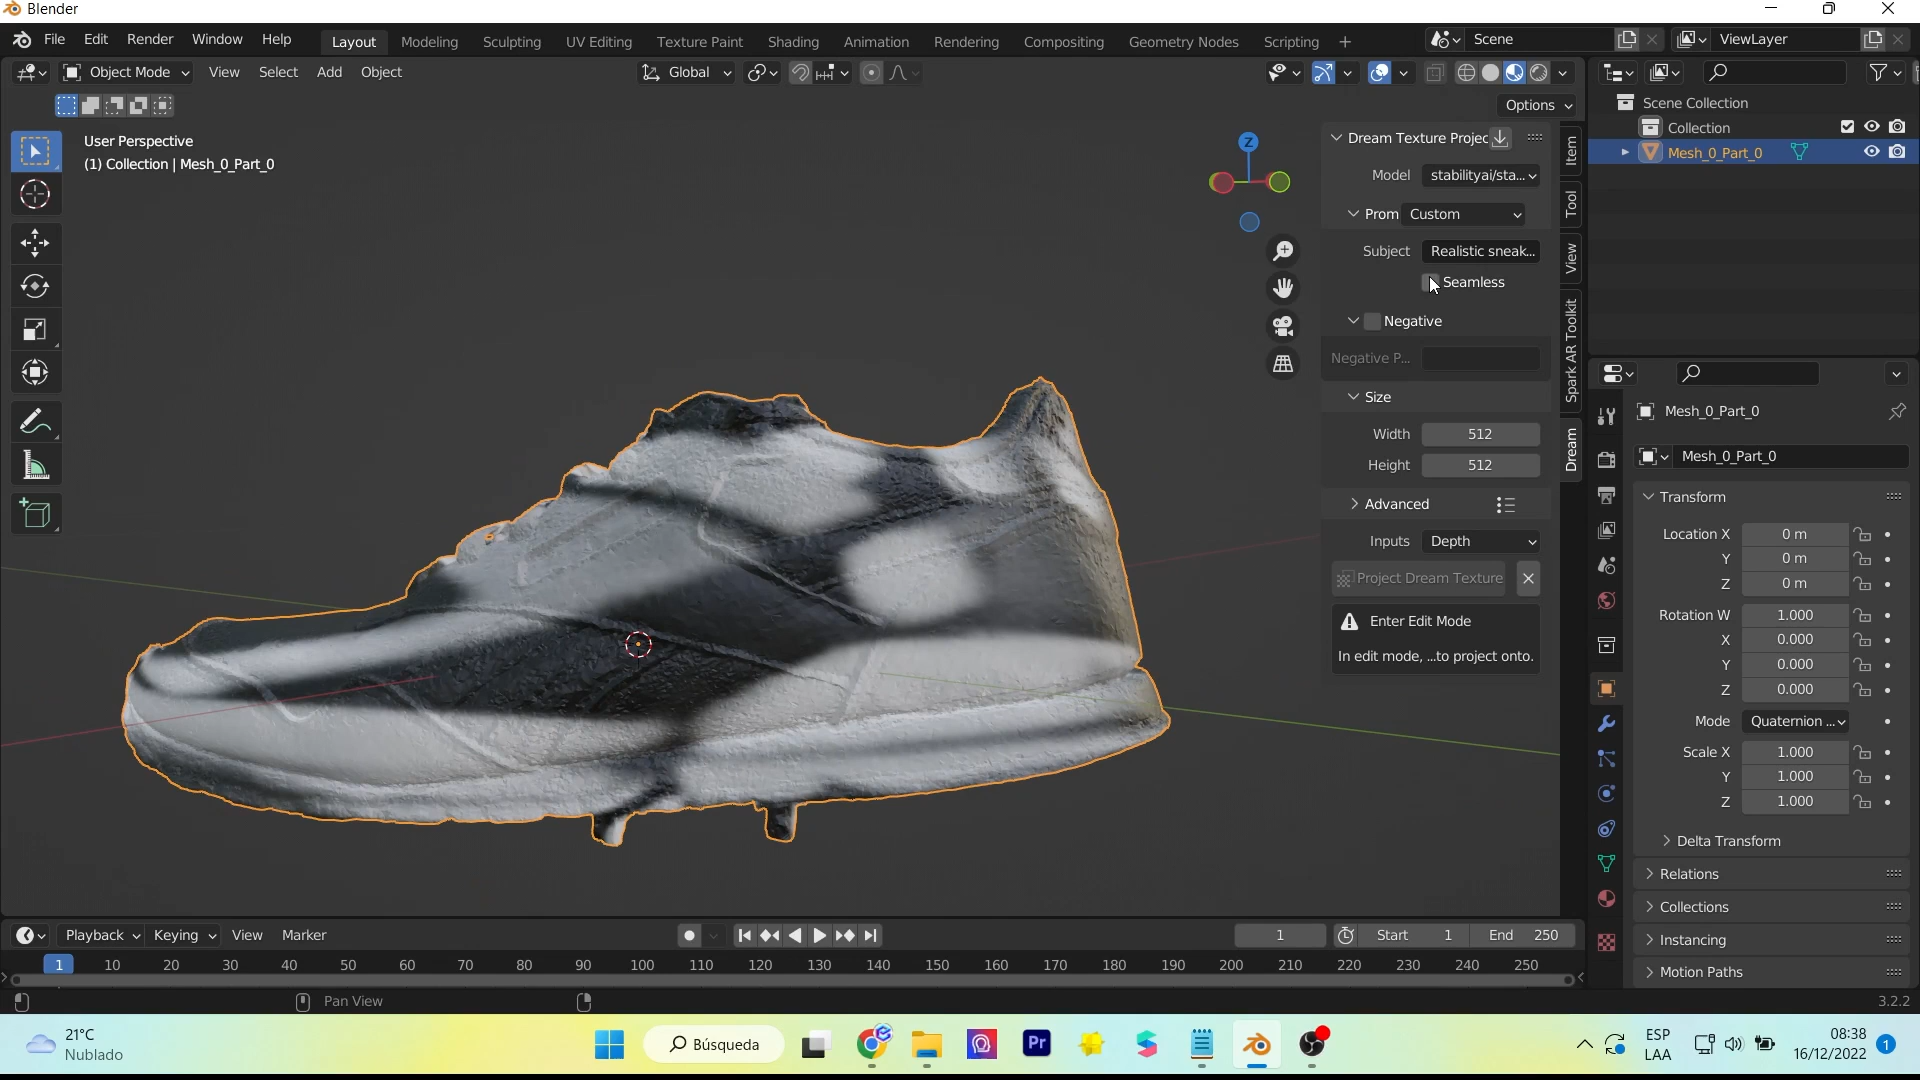 Blender
File Edit Render Window Help Layout Modeling Sculpting UV Editing Texture Paint Shading Animation Rendering Compositing Geometry Nodes Scripting + Scene ViewLayer
Object Mode View Select Add Object Global
Options
User Perspective
(1) Collection | Mesh_0_Part_0
Z
Dream Texture Projec
Model stabilityai/sta...
Prom Custom
Subject Realistic sneak...
Seamless
Negative
Negative P...
Size
Width 512
Height 512
Advanced
Inputs Depth
Project Dream Texture
Enter Edit Mode
In edit mode, ...to project onto.
Item
Tool
View
Spark AR Toolkit
Dream
Scene Collection
Collection
Mesh_0_Part_0
Mesh_0_Part_0
Mesh_0_Part_0
Transform
Location X 0 m
Y 0 m
Z 0 m
Rotation W 1.000
X 0.000
Y 0.000
Z 0.000
Mode Quaternion ...
Scale X 1.000
Y 1.000
Z 1.000
Delta Transform
Relations
Collections
Instancing
Motion Paths
Playback Keying View Marker 1 Start 1 End 250
1 10 20 30 40 50 60 70 80 90 100 110 120 130 140 150 160 170 180 190 200 210 220 230 240 250
Pan View
3.2.2
21°C
Nublado
Búsqueda
Pr
ESP
LAA
08:38
16/12/2022
1